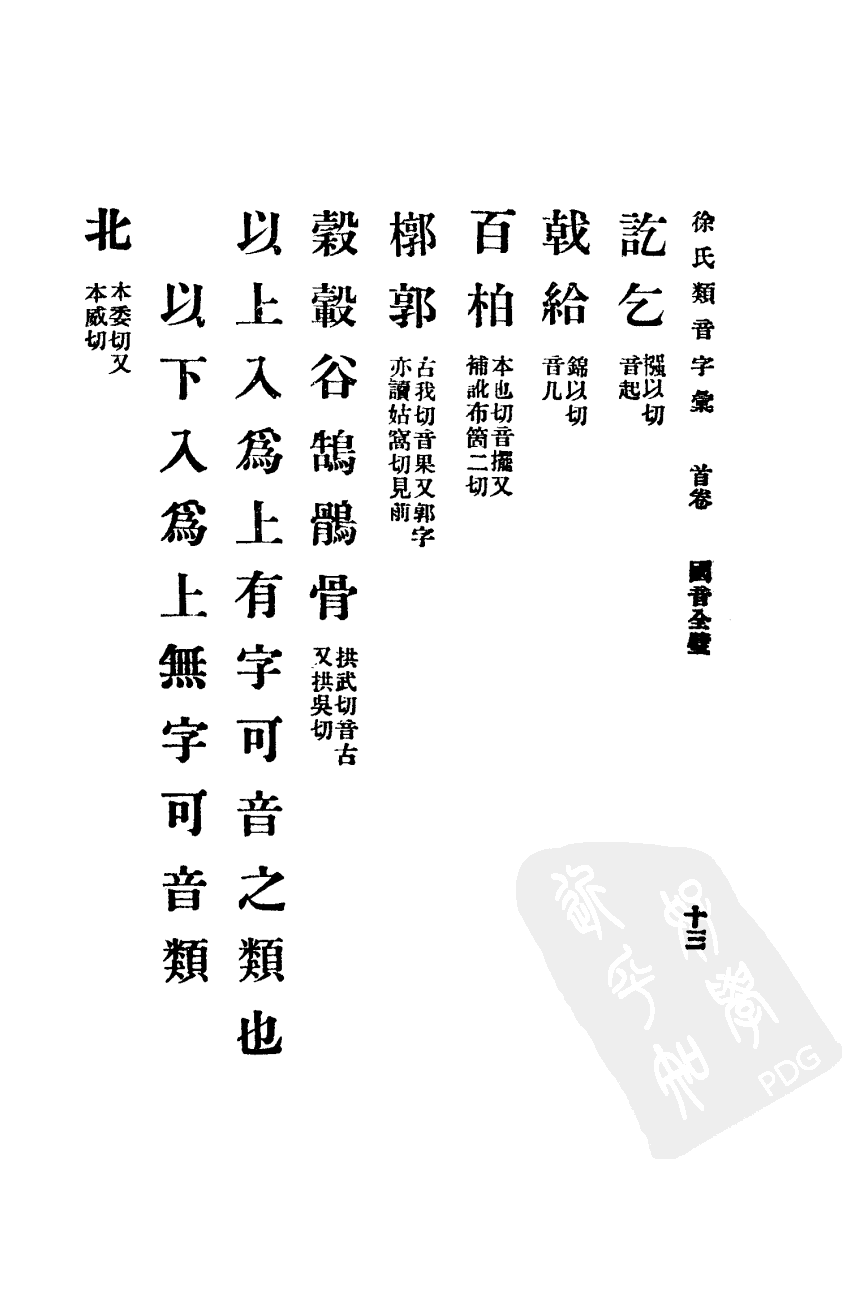 徐氏類音字彙　首卷　國音全璧　十三
訖乞　㩦以切音起
戟給　錦以切音几
百柏　本也切音擺又補訿布箇二切
槨郭　古我切音果又郭字亦讀姑窩切見前
穀轂谷鵠鶻骨　拱武切音古又拱吳切
以上入爲上有字可音之類也
以下入爲上無字可音類
北　本委切又本威切
PDG